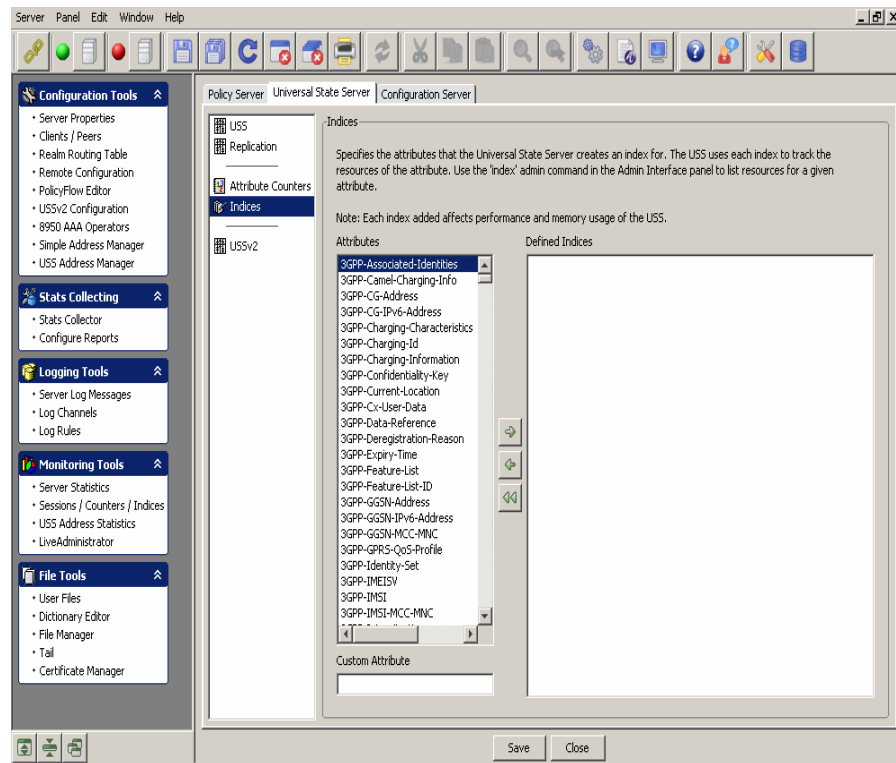 Server Panel Edit Window Help
Configuration Tools
• Server Properties
• Clients / Peers
• Realm Routing Table
• Remote Configuration
• PolicyFlow Editor
• USSv2 Configuration
• 8950 AAA Operators
• Simple Address Manager
• USS Address Manager
Stats Collecting
• Stats Collector
• Configure Reports
Logging Tools
• Server Log Messages
• Log Channels
• Log Rules
Monitoring Tools
• Server Statistics
• Sessions / Counters / Indices
• USS Address Statistics
• LiveAdministrator
File Tools
• User Files
• Dictionary Editor
• File Manager
• Tail
• Certificate Manager
Policy Server Universal State Server Configuration Server
USS
Replication
Attribute Counters
Indices
USSv2
Indices
Specifies the attributes that the Universal State Server creates an index for. The USS uses each index to track the
resources of the attribute. Use the 'index' admin command in the Admin Interface panel to list resources for a given
attribute.
Note: Each index added affects performance and memory usage of the USS.
Attributes
3GPP-Associated-Identities
3GPP-Camel-Charging-Info
3GPP-CG-Address
3GPP-CG-IPv6-Address
3GPP-Charging-Characteristics
3GPP-Charging-Id
3GPP-Charging-Information
3GPP-Confidentiality-Key
3GPP-Current-Location
3GPP-Cx-User-Data
3GPP-Data-Reference
3GPP-Deregistration-Reason
3GPP-Expiry-Time
3GPP-Feature-List
3GPP-Feature-List-ID
3GPP-GGSN-Address
3GPP-GGSN-IPv6-Address
3GPP-GGSN-MCC-MNC
3GPP-GPRS-QoS-Profile
3GPP-Identity-Set
3GPP-IMEISV
3GPP-IMSI
3GPP-IMSI-MCC-MNC
Custom Attribute
Defined Indices
Save Close